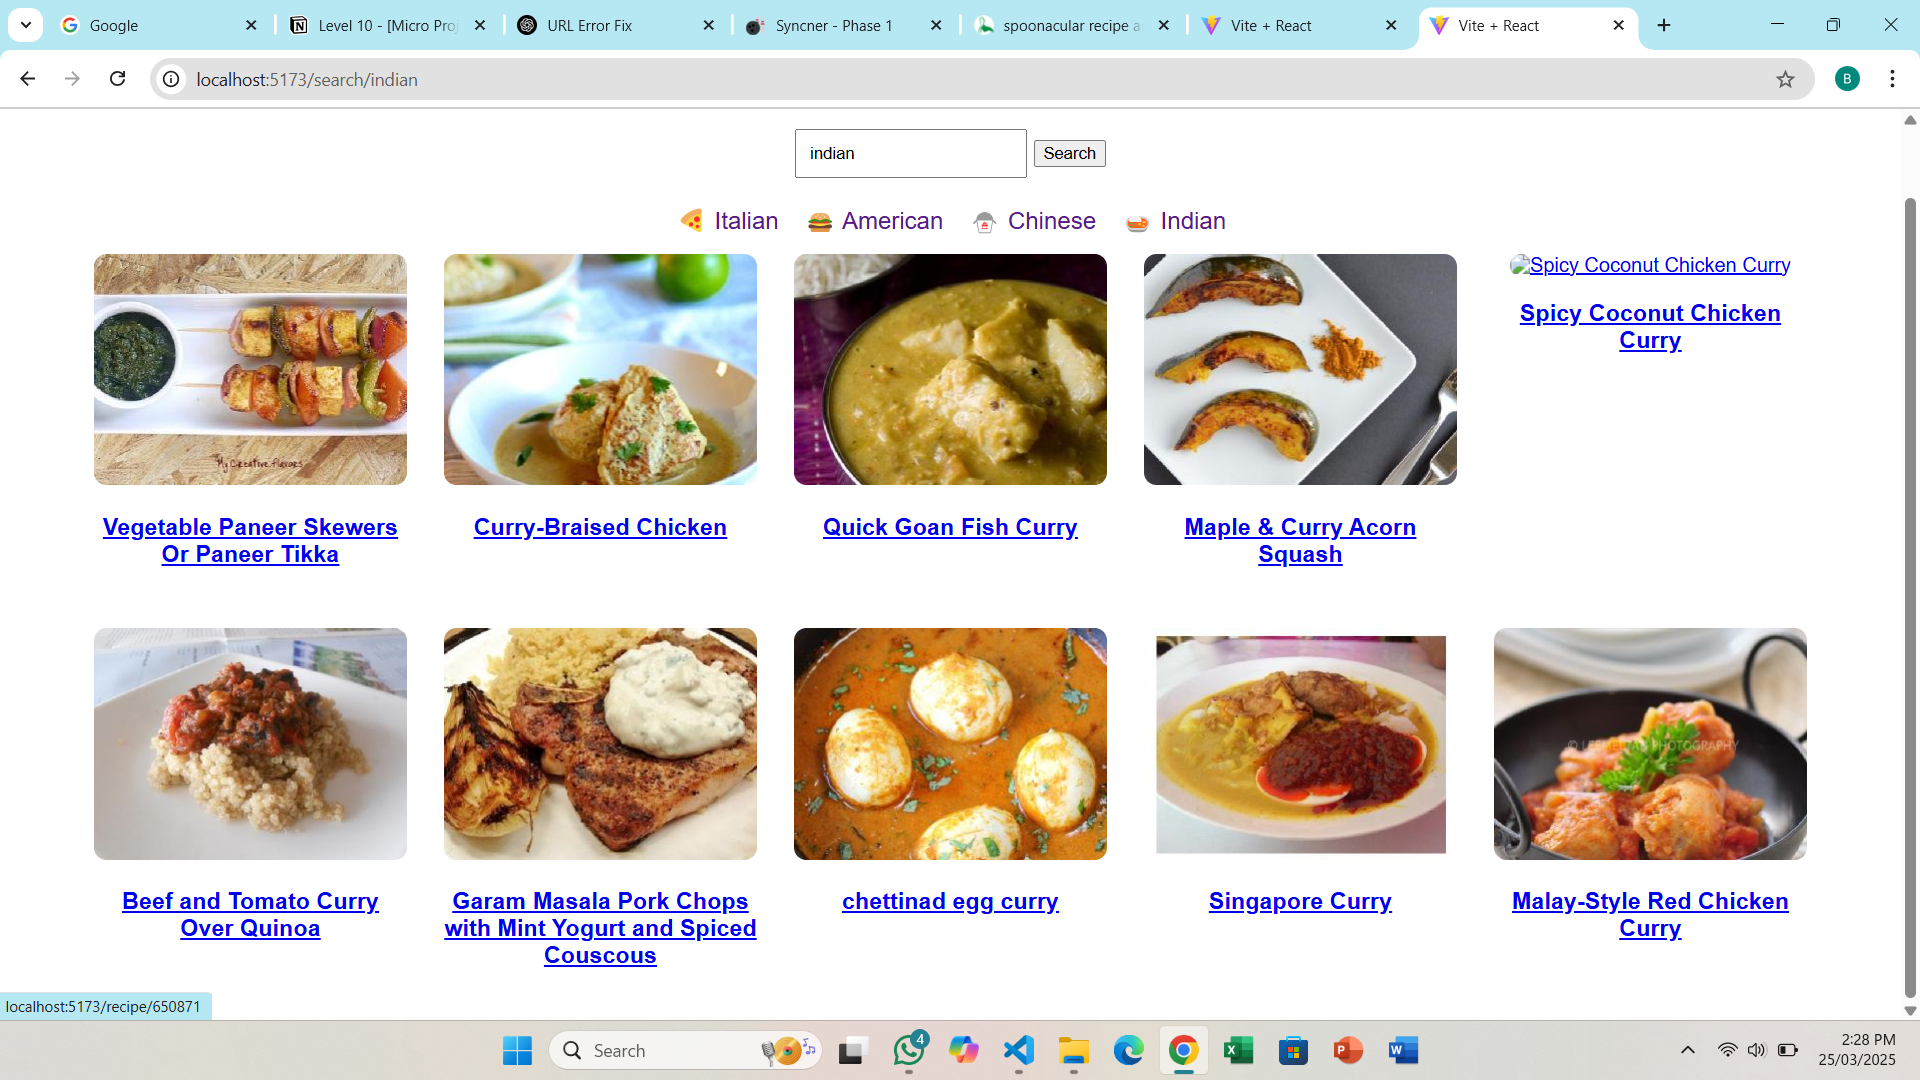 Google
Level 10 - [Micro Proj
URL Error Fix
Syncner - Phase 1
spoonacular recipe a
Vite + React
Vite + React
localhost:5173/search/indian
B
indian
Search
Italian
American
Chinese
Indian
Spicy Coconut Chicken Curry
Spicy Coconut Chicken
Curry
My Creative flavors
Vegetable Paneer Skewers
Or Paneer Tikka
Curry-Braised Chicken
Quick Goan Fish Curry
Maple & Curry Acorn
Squash
Beef and Tomato Curry
Over Quinoa
Garam Masala Pork Chops
with Mint Yogurt and Spiced
Couscous
chettinad egg curry
Singapore Curry
Malay-Style Red Chicken
Curry
localhost:5173/recipe/650871
Search
4
2:28 PM
25/03/2025